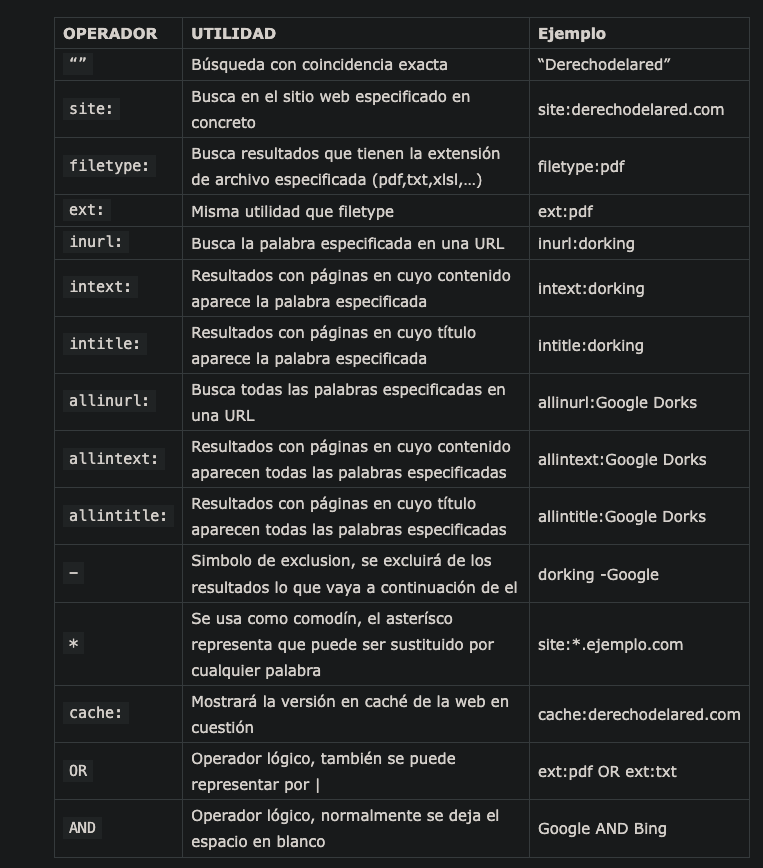 OPERADOR UTILIDAD Ejemplo
“” Búsqueda con coincidencia exacta “Derechodelared”
site: Busca en el sitio web especificado en
concreto site:derechodelared.com
filetype: Busca resultados que tienen la extensión
de archivo especificada (pdf,txt,xlsl,…) filetype:pdf
ext: Misma utilidad que filetype ext:pdf
inurl: Busca la palabra especificada en una URL inurl:dorking
intext: Resultados con páginas en cuyo contenido
aparece la palabra especificada intext:dorking
intitle: Resultados con páginas en cuyo título
aparece la palabra especificada intitle:dorking
allinurl: Busca todas las palabras especificadas en
una URL allinurl:Google Dorks
allintext: Resultados con páginas en cuyo contenido
aparecen todas las palabras especificadas allintext:Google Dorks
allintitle: Resultados con páginas en cuyo título
aparecen todas las palabras especificadas allintitle:Google Dorks
– Simbolo de exclusion, se excluirá de los
resultados lo que vaya a continuación de el dorking -Google
* Se usa como comodín, el asterísco
representa que puede ser sustituido por
cualquier palabra site:*.ejemplo.com
cache: Mostrará la versión en caché de la web en
cuestión cache:derechodelared.com
OR Operador lógico, también se puede
representar por | ext:pdf OR ext:txt
AND Operador lógico, normalmente se deja el
espacio en blanco Google AND Bing